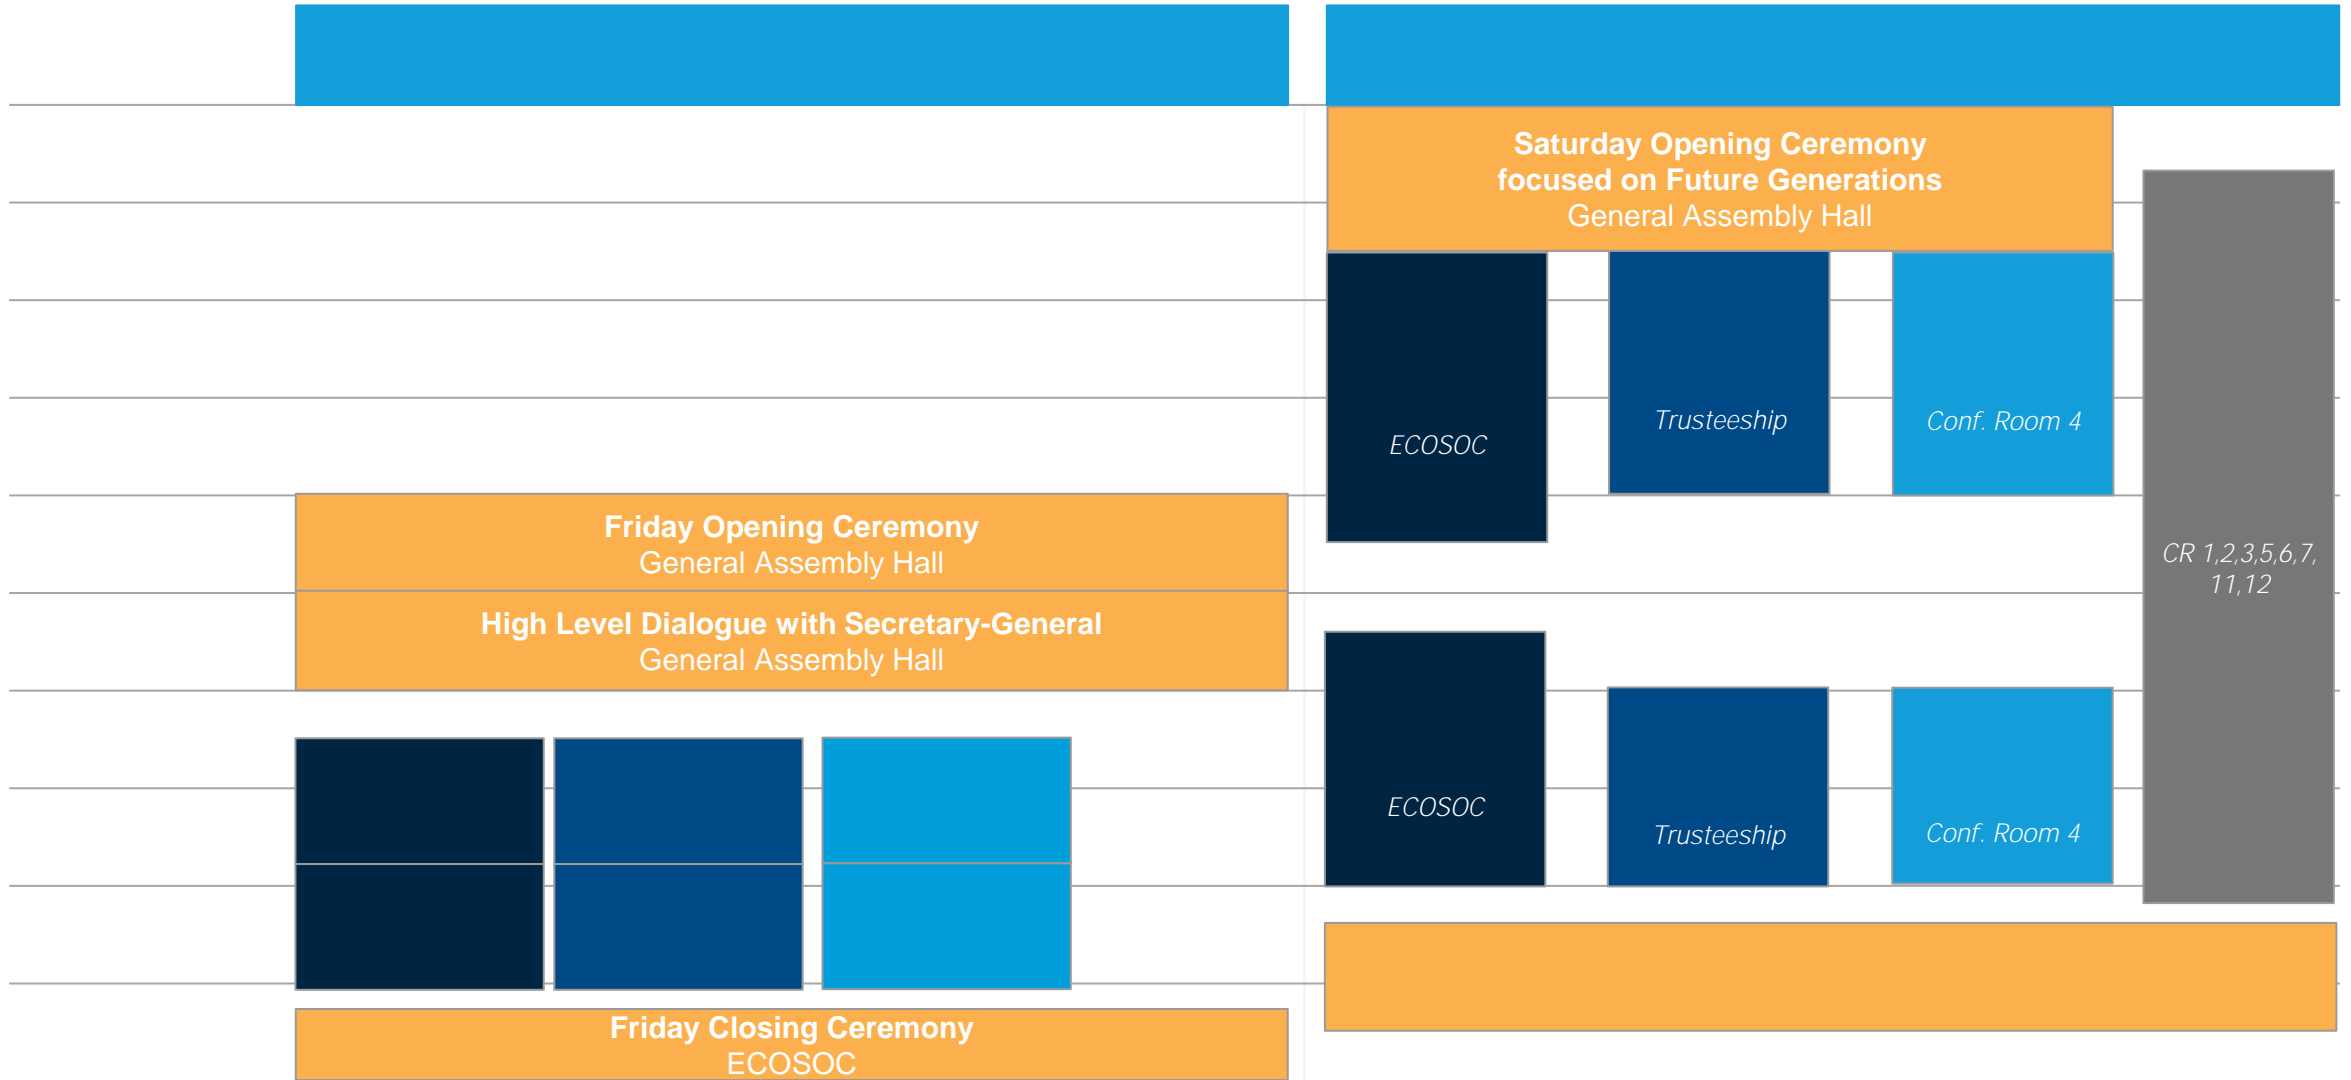 Saturday Opening Ceremony
focused on Future Generations
General Assembly Hall
ECOSOC
Trusteeship
Conf. Room 4
CR 1,2,3,5,6,7,
11,12
Friday Opening Ceremony
General Assembly Hall
High Level Dialogue with Secretary-General
General Assembly Hall
ECOSOC
Trusteeship
Conf. Room 4
Friday Closing Ceremony
ECOSOC